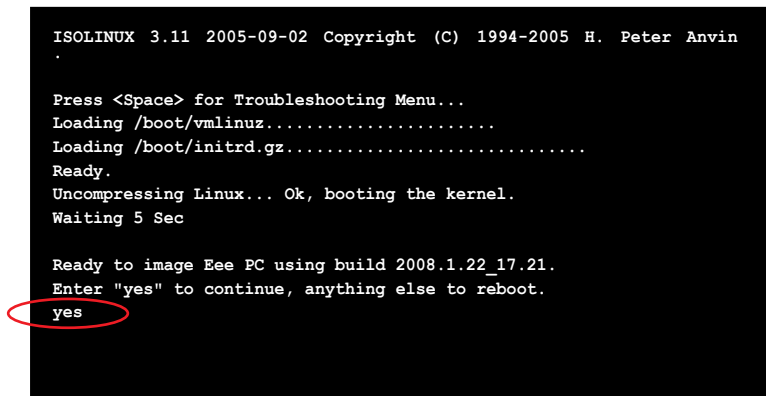 ISOLINUX 3.11 2005-09-02 Copyright (C) 1994-2005 H. Peter Anvin
.
Press <Space> for Troubleshooting Menu...
Loading /boot/vmlinuz.......................
Loading /boot/initrd.gz..............................
Ready.
Uncompressing Linux... Ok, booting the kernel.
Waiting 5 Sec
Ready to image Eee PC using build 2008.1.22_17.21.
Enter "yes" to continue, anything else to reboot.
yes